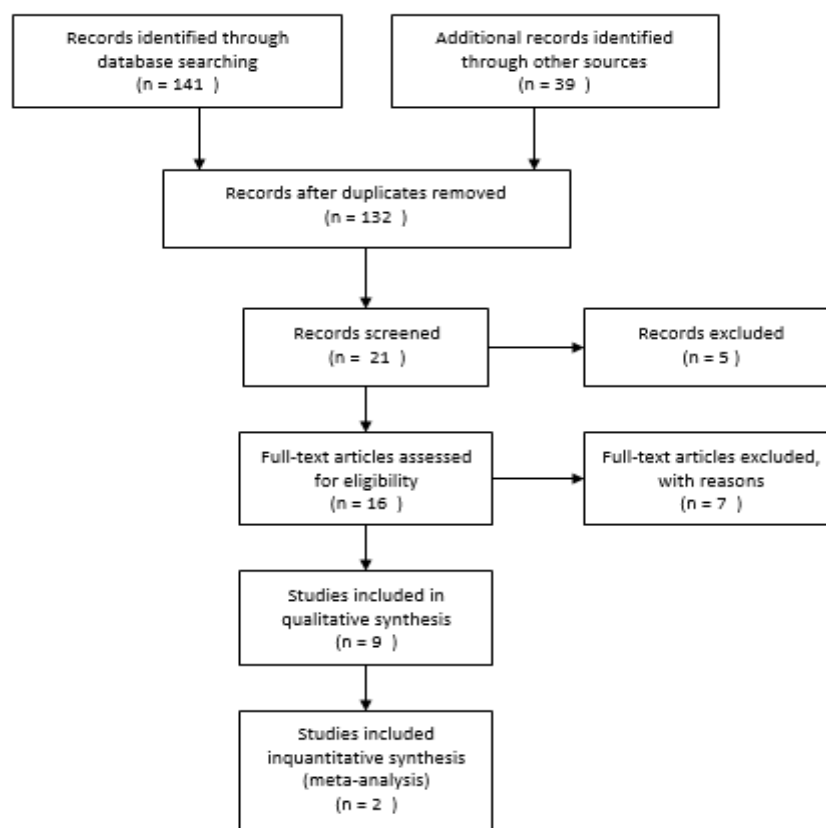 Records identified through
database searching
(n = 141  )
Additional records identified
through other sources
(n = 39  )
Records after duplicates removed
(n = 132  )
Records screened
(n =  21  )
Records excluded
(n = 5  )
Full-text articles assessed
for eligibility
(n = 16  )
Full-text articles excluded,
with reasons
(n = 7  )
Studies included in
qualitative synthesis
(n = 9  )
Studies included
inquantitative synthesis
(meta-analysis)
(n = 2  )